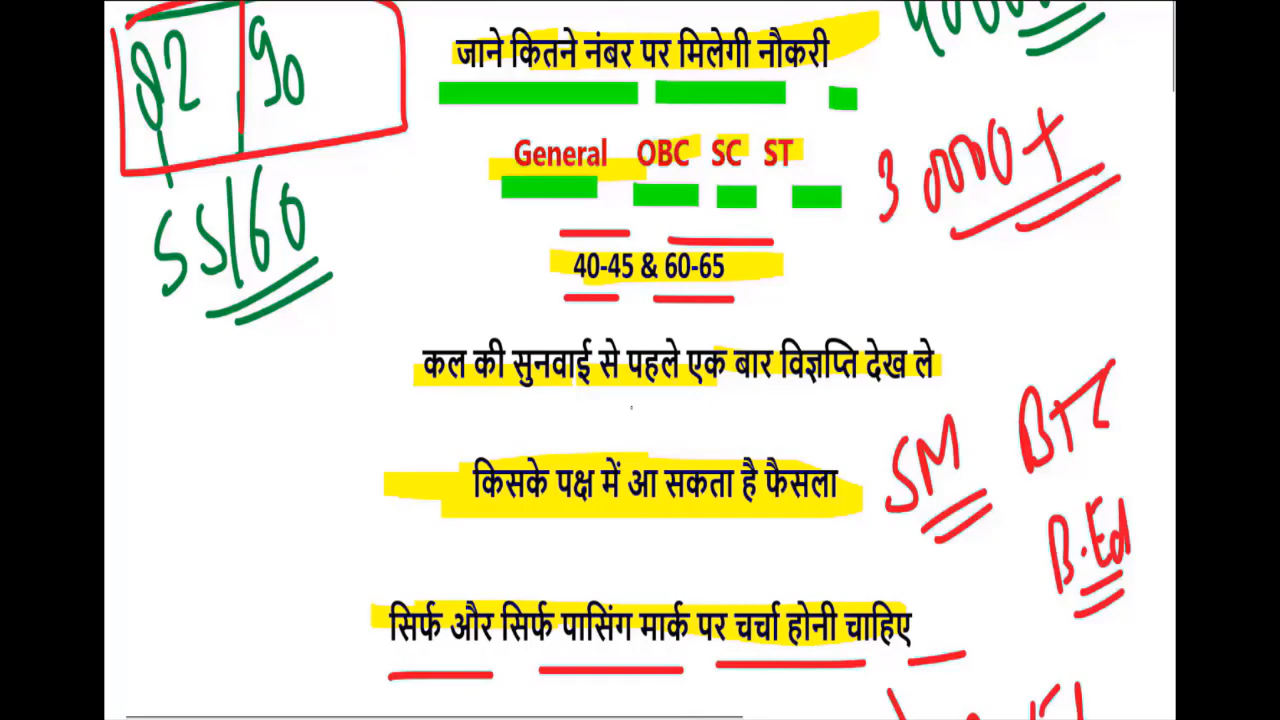 82 90
55/60
जाने कितने नंबर पर मिलेगी नौकरी
General OBC SC ST
40-45 & 60-65
कल की सुनवाई से पहले एक बार विज्ञप्ति देख ले
किसके पक्ष में आ सकता है फैसला
सिर्फ और सिर्फ पासिंग मार्क पर चर्चा होनी चाहिए
30000+
SM BTC
B.Ed